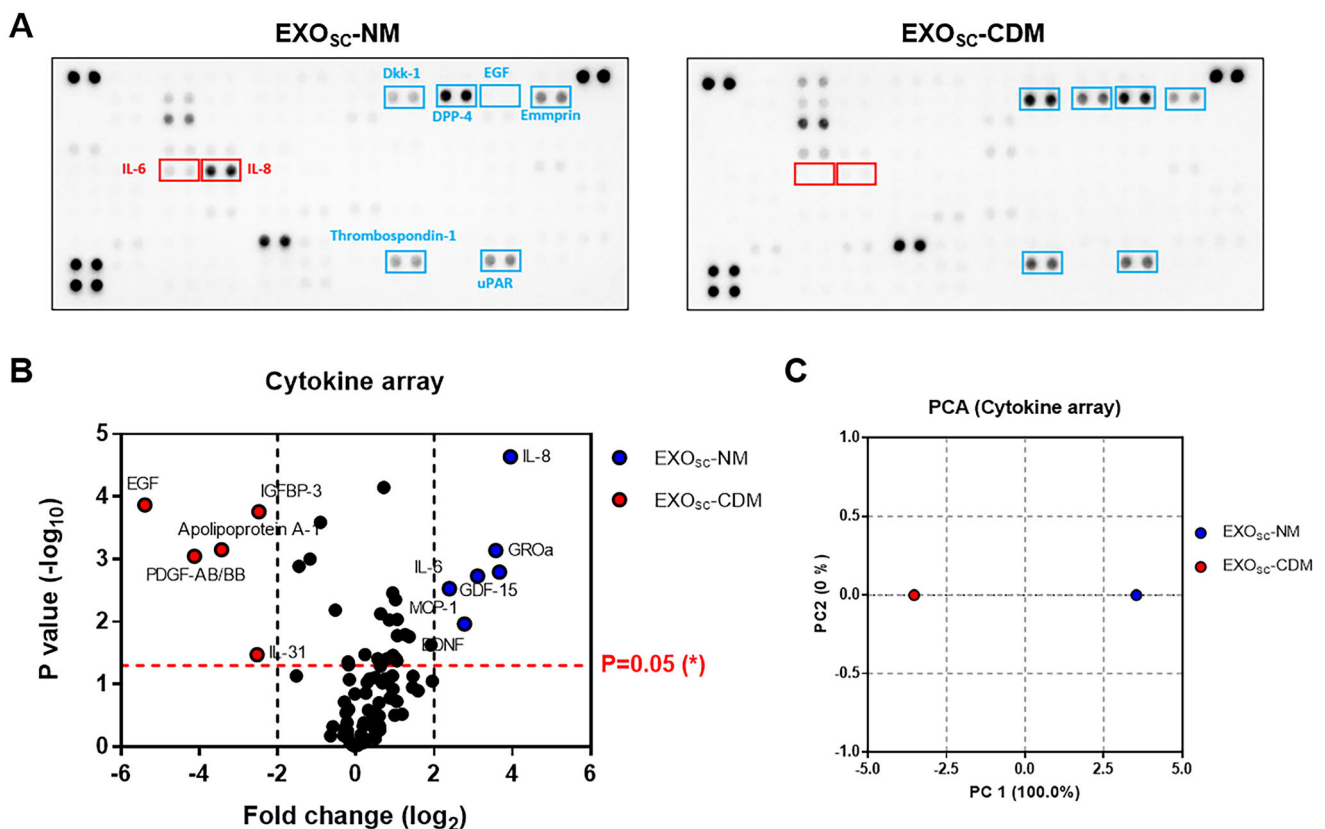 A
EXOSC-NM
EXOSC-CDM
Dkk-1
EGF
DPP-4
Emmprin
IL-6
IL-8
Thrombospondin-1
uPAR
B
Cytokine array
5
4
3
2
1
0
-6
-4
-2
0
2
4
6
P value (-log10)
Fold change (log2)
EGF
IGFBP-3
Apolipoprotein A-1
PDGF-AB/BB
IL-31
IL-8
GROa
IL-6
GDF-15
MCP-1
BDNF
P=0.05 (*)
EXOSC-NM
EXOSC-CDM
C
PCA (Cytokine array)
1.0
0.5
0.0
-0.5
-1.0
-5.0
-2.5
0.0
2.5
5.0
PC2 (0 %)
PC 1 (100.0%)
EXOSC-NM
EXOSC-CDM